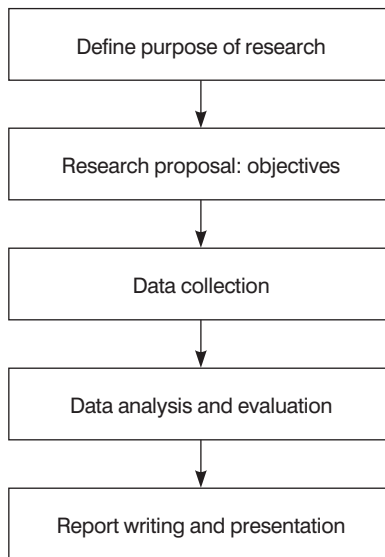 Define purpose of research
Research proposal: objectives
Data collection
Data analysis and evaluation
Report writing and presentation